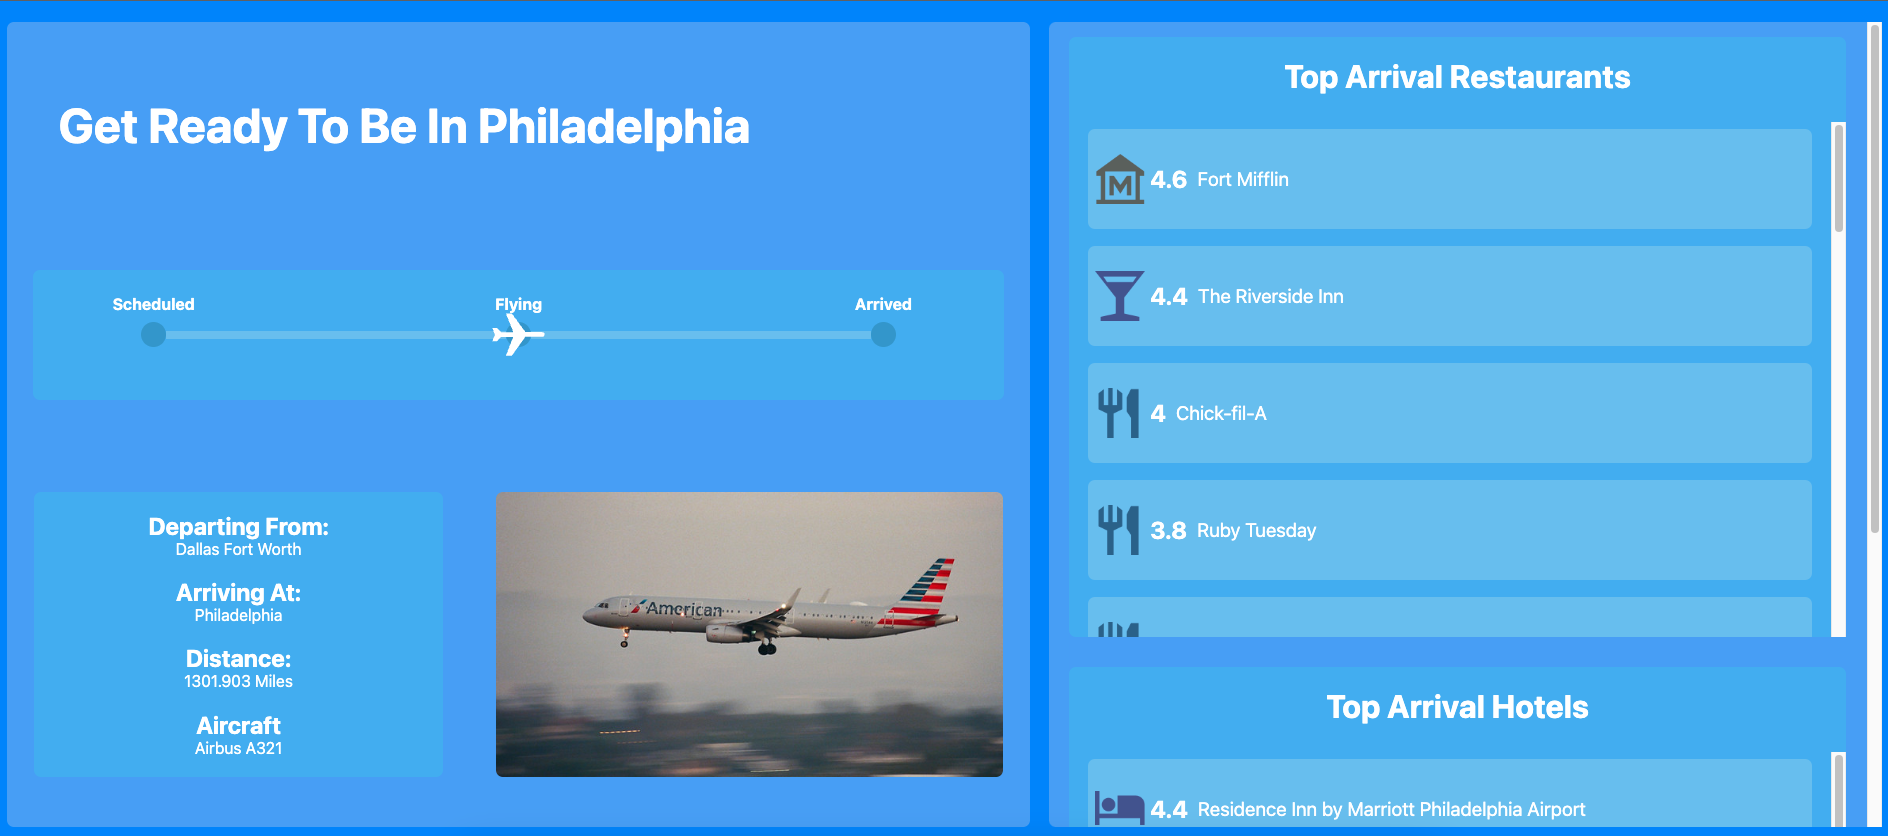 Get Ready To Be In Philadelphia
Scheduled
Flying
Arrived
Departing From:
Dallas Fort Worth
Arriving At:
Philadelphia
Distance:
1301.903 Miles
Aircraft
Airbus A321
American
Top Arrival Restaurants
M
4.6 Fort Mifflin
4.4 The Riverside Inn
4 Chick-fil-A
3.8 Ruby Tuesday
Top Arrival Hotels
4.4 Residence Inn by Marriott Philadelphia Airport